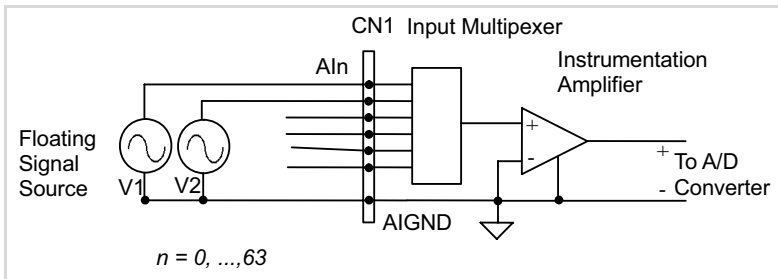 CN1 Input Multipexer
AIn
Instrumentation
Amplifier
Floating
Signal
Source
V1
V2
+
-
+
-
To A/D
Converter
AIGND
n = 0, ...,63